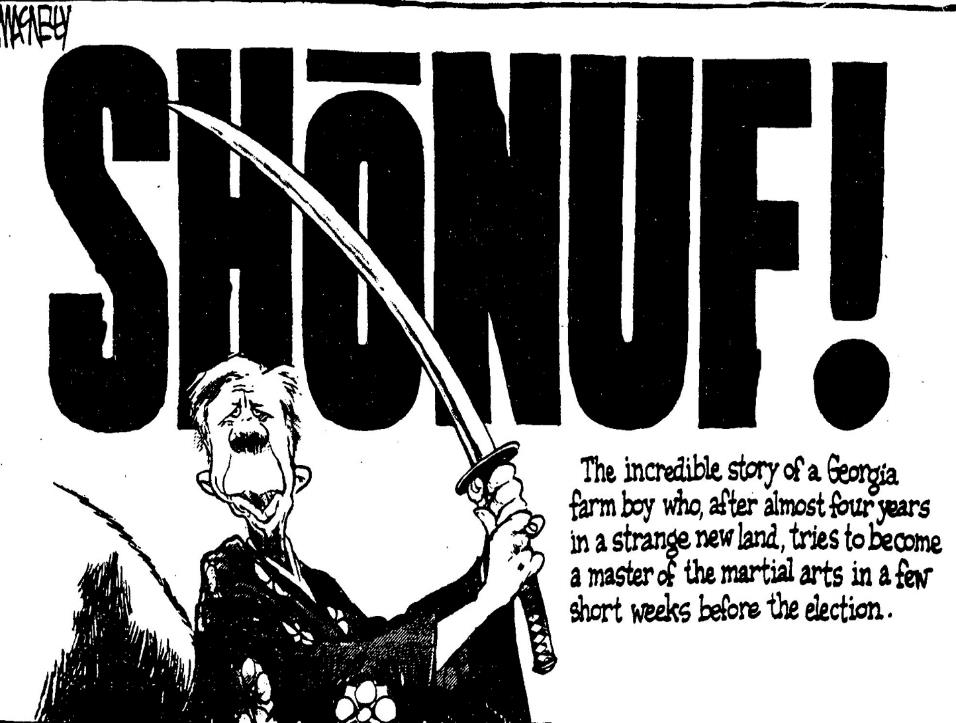 MACNELLY
SHŌNUF!
The incredible story of a Georgia
farm boy who, after almost four years
in a strange new land, tries to become
a master of the martial arts in a few
short weeks before the election.